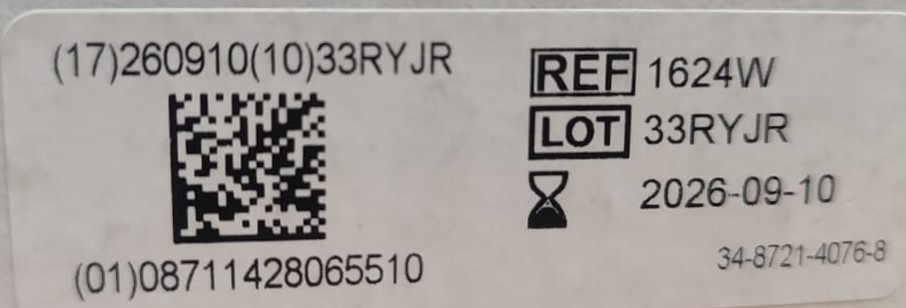 (17)260910(10)33RYJR
(01)08711428065510
REF 1624W
LOT 33RYJR
2026-09-10
34-8721-4076-8